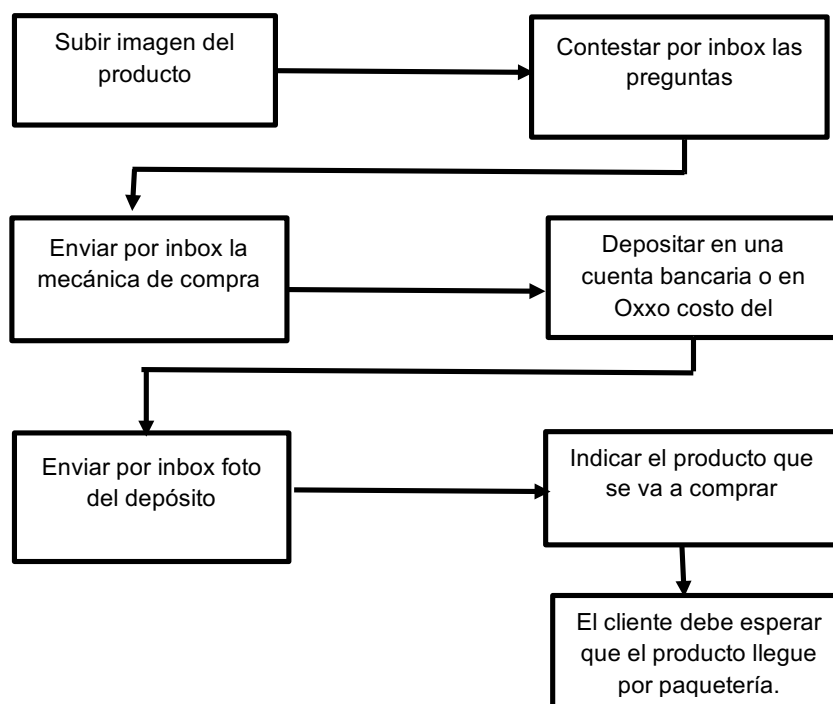 Subir imagen del
producto
Contestar por inbox las
preguntas
Enviar por inbox la
mecánica de compra
Depositar en una
cuenta bancaria o en
Oxxo costo del
Enviar por inbox foto
del depósito
Indicar el producto que
se va a comprar
El cliente debe esperar
que el producto llegue
por paquetería.